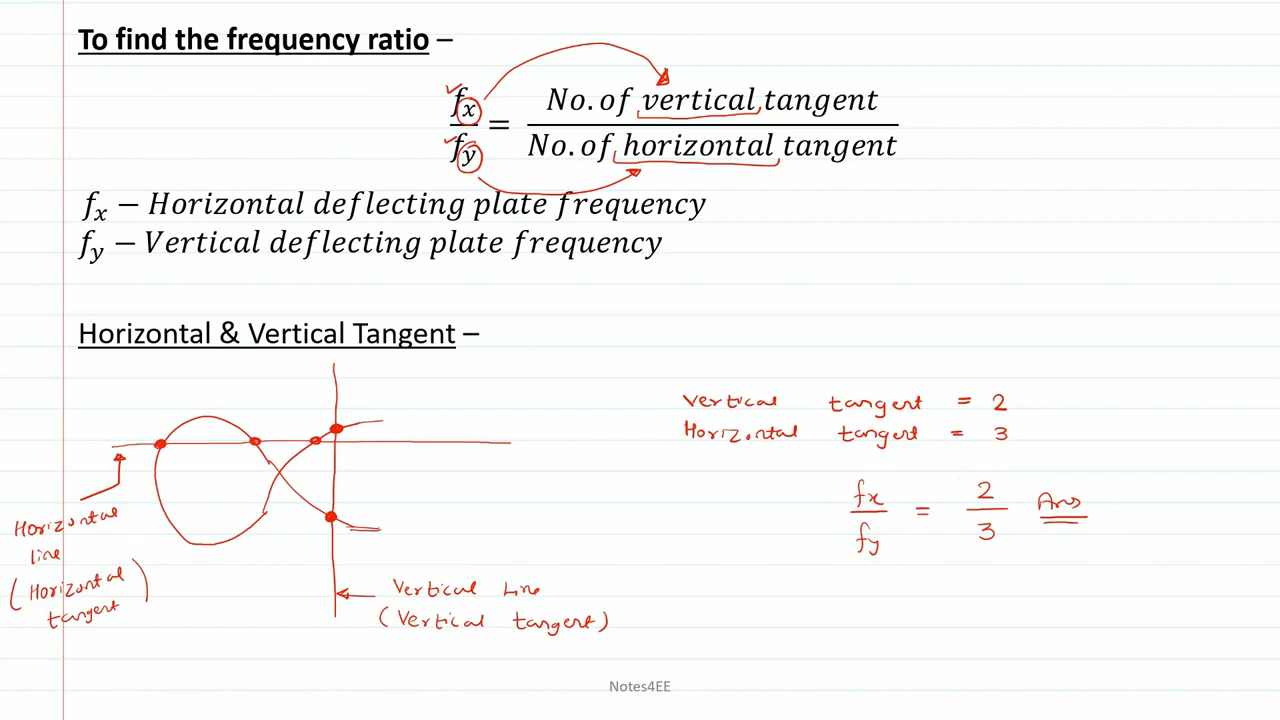 To find the frequency ratio –
fx/fy = No. of vertical tangent / No. of horizontal tangent
fx − Horizontal deflecting plate frequency
fy − Vertical deflecting plate frequency
Horizontal & Vertical Tangent –
Vertical tangent = 2
Horizontal tangent = 3
fx/fy = 2/3 Ans
Horizontal
line
(Horizontal
tangent)
Vertical Line
(Vertical tangent)
Notes4EE